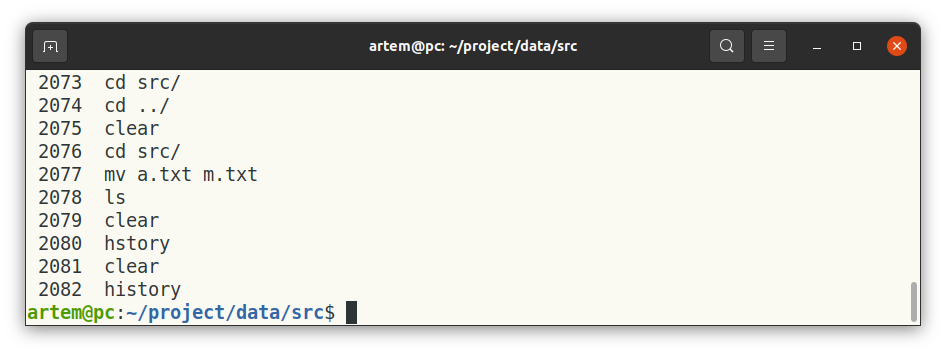 artem@pc: ~/project/data/src
2073 cd src/
2074 cd ../
2075 clear
2076 cd src/
2077 mv a.txt m.txt
2078 ls
2079 clear
2080 hstory
2081 clear
2082 history
artem@pc:~/project/data/src$